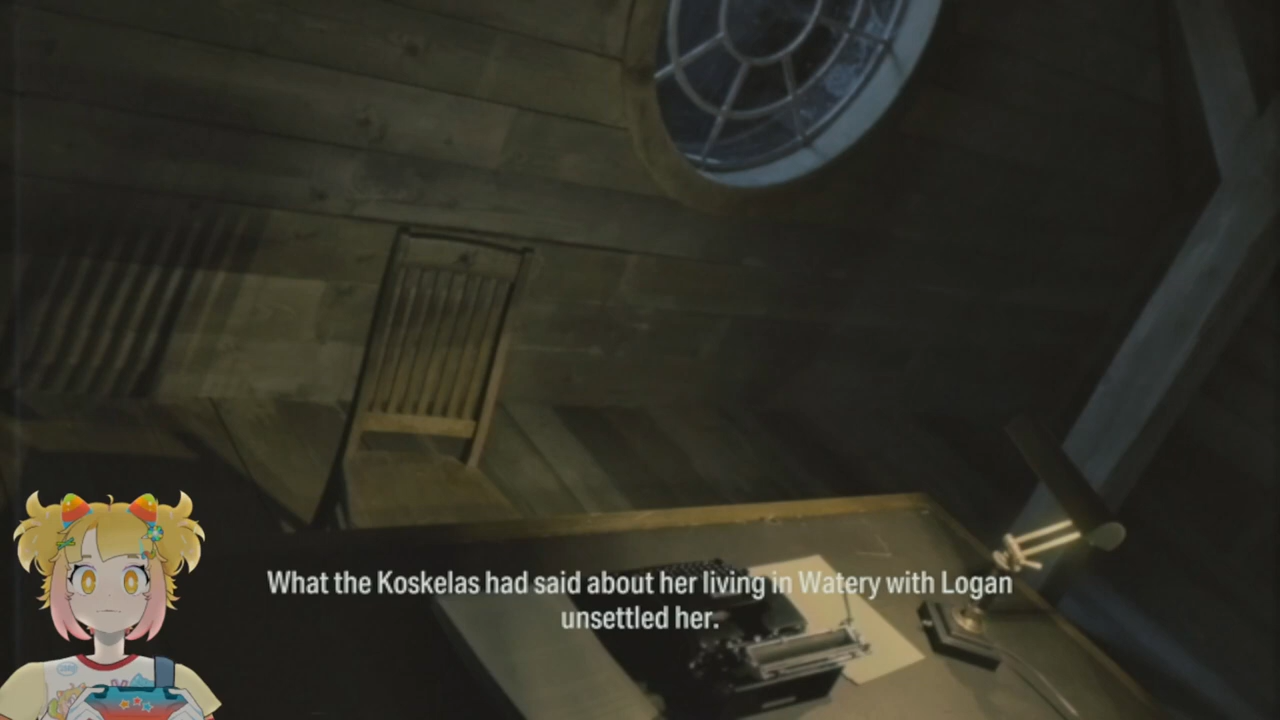 What the Koskelas had said about her living in Watery with Logan
unsettled her.